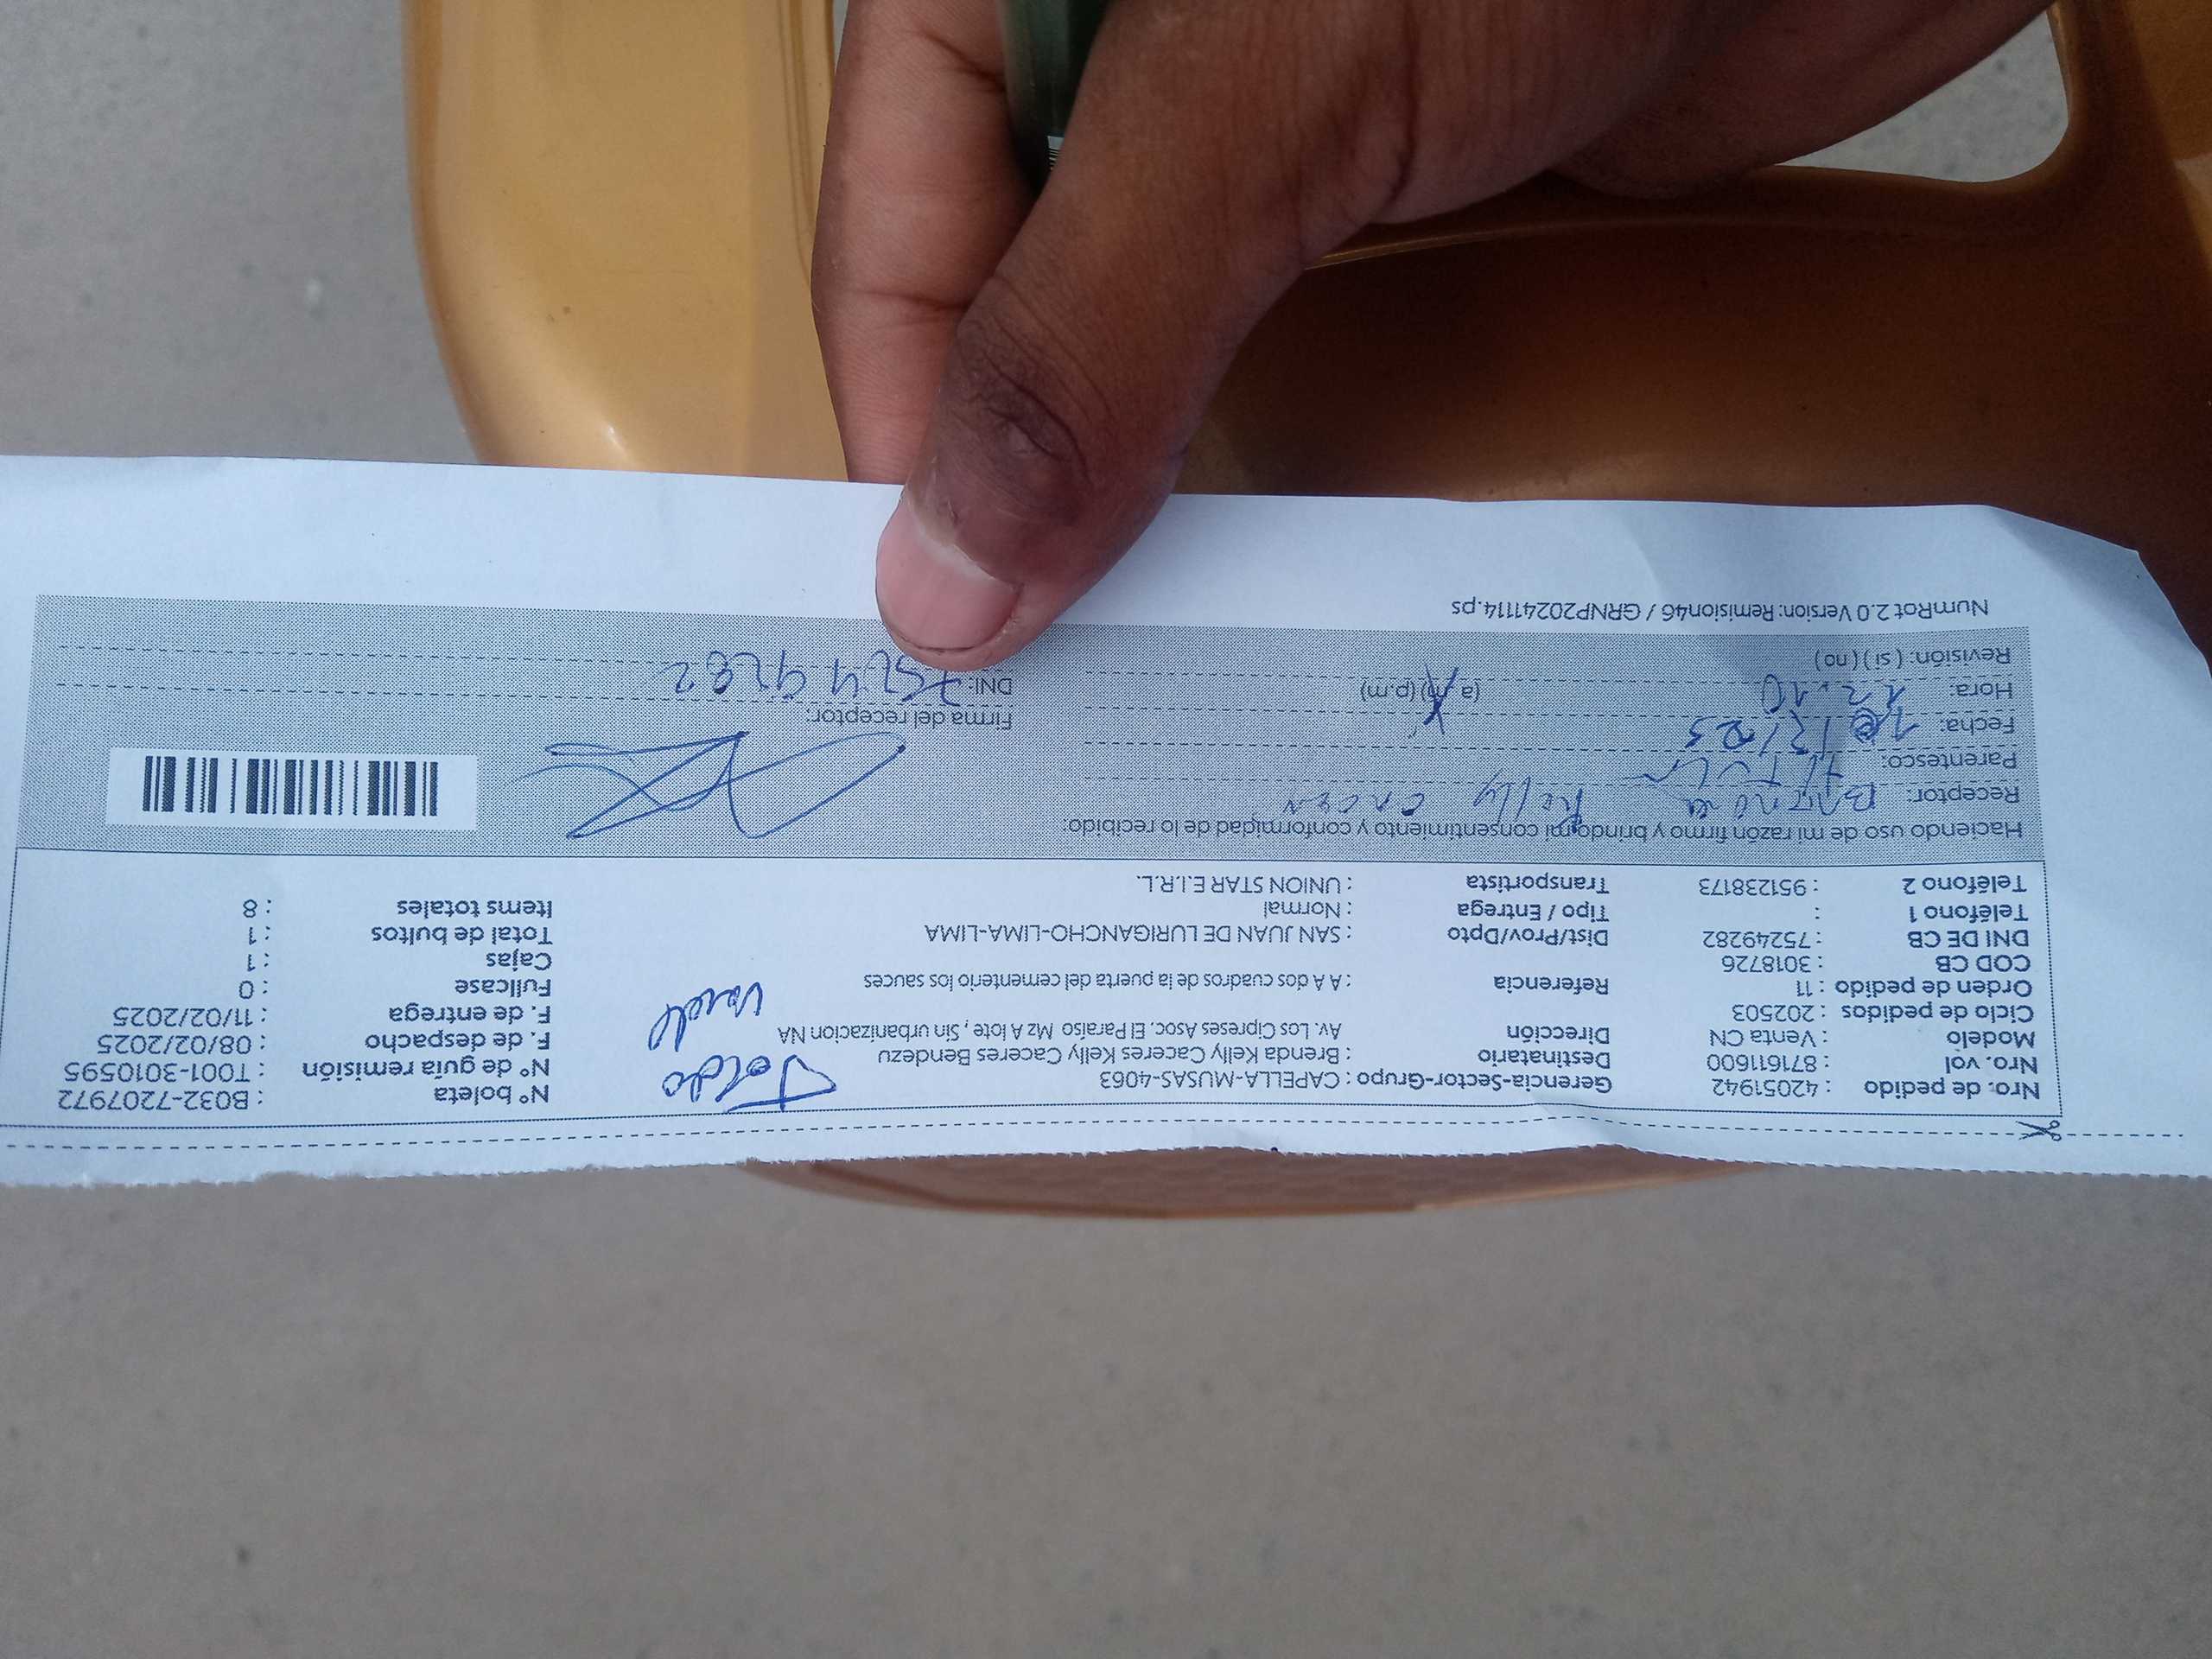 Nro. de pedido : 42051942 Gerencia-Sector-Grupo : CAPELLA-MUSAS-4063 N° boleta : B032-7207972
Nro. vol : 871611600 Destinatario : Brenda Kelly Caceres Kelly Caceres Bendezu N° de guía remisión : T001-3010595
Modelo : Venta CN Dirección Av. Los Cipreses Asoc. El Paraíso Mz A lote , Sin urbanizacion NA F. de despacho : 08/02/2025
Ciclo de pedidos : 202503 F. de entrega : 11/02/2025
Orden de pedido : 11 Referencia : A A dos cuadros de la puerta del cementerio los sauces Fullcase : 0
COD CB : 3018726 Cajas : 1
DNI DE CB : 75249282 Dist/Prov/Dpto : SAN JUAN DE LURIGANCHO-LIMA-LIMA Total de bultos : 1
Teléfono 1 : Tipo / Entrega : Normal Items totales : 8
Teléfono 2 : 951238173 Transportista : UNION STAR E.I.R.L.
Toldo
Haciendo uso de mi razón firmo y brindo mi consentimiento y conformidad de lo recibido:
Receptor: Kelly
Parentesco:
Fecha:
Hora: 12:10 (a.m) (p.m)
Revisión: ( si ) ( no )
Firma del receptor:
DNI:
NumRot 2.0 Version: Remision46 / GRNP20241114.ps